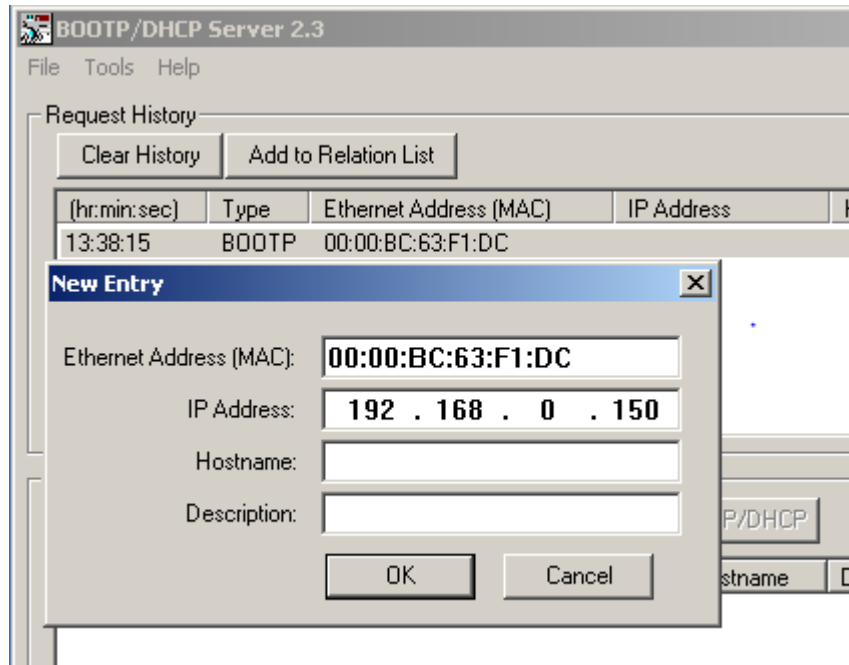 BOOTP/DHCP Server 2.3
File Tools Help
Request History
Clear History Add to Relation List
(hr:min:sec) Type Ethernet Address (MAC) IP Address
13:38:15 BOOTP 00:00:BC:63:F1:DC
New Entry
Ethernet Address (MAC): 00:00:BC:63:F1:DC
IP Address: 192 . 168 . 0 . 150
Hostname:
Description:
P/DHCP
OK Cancel
stname